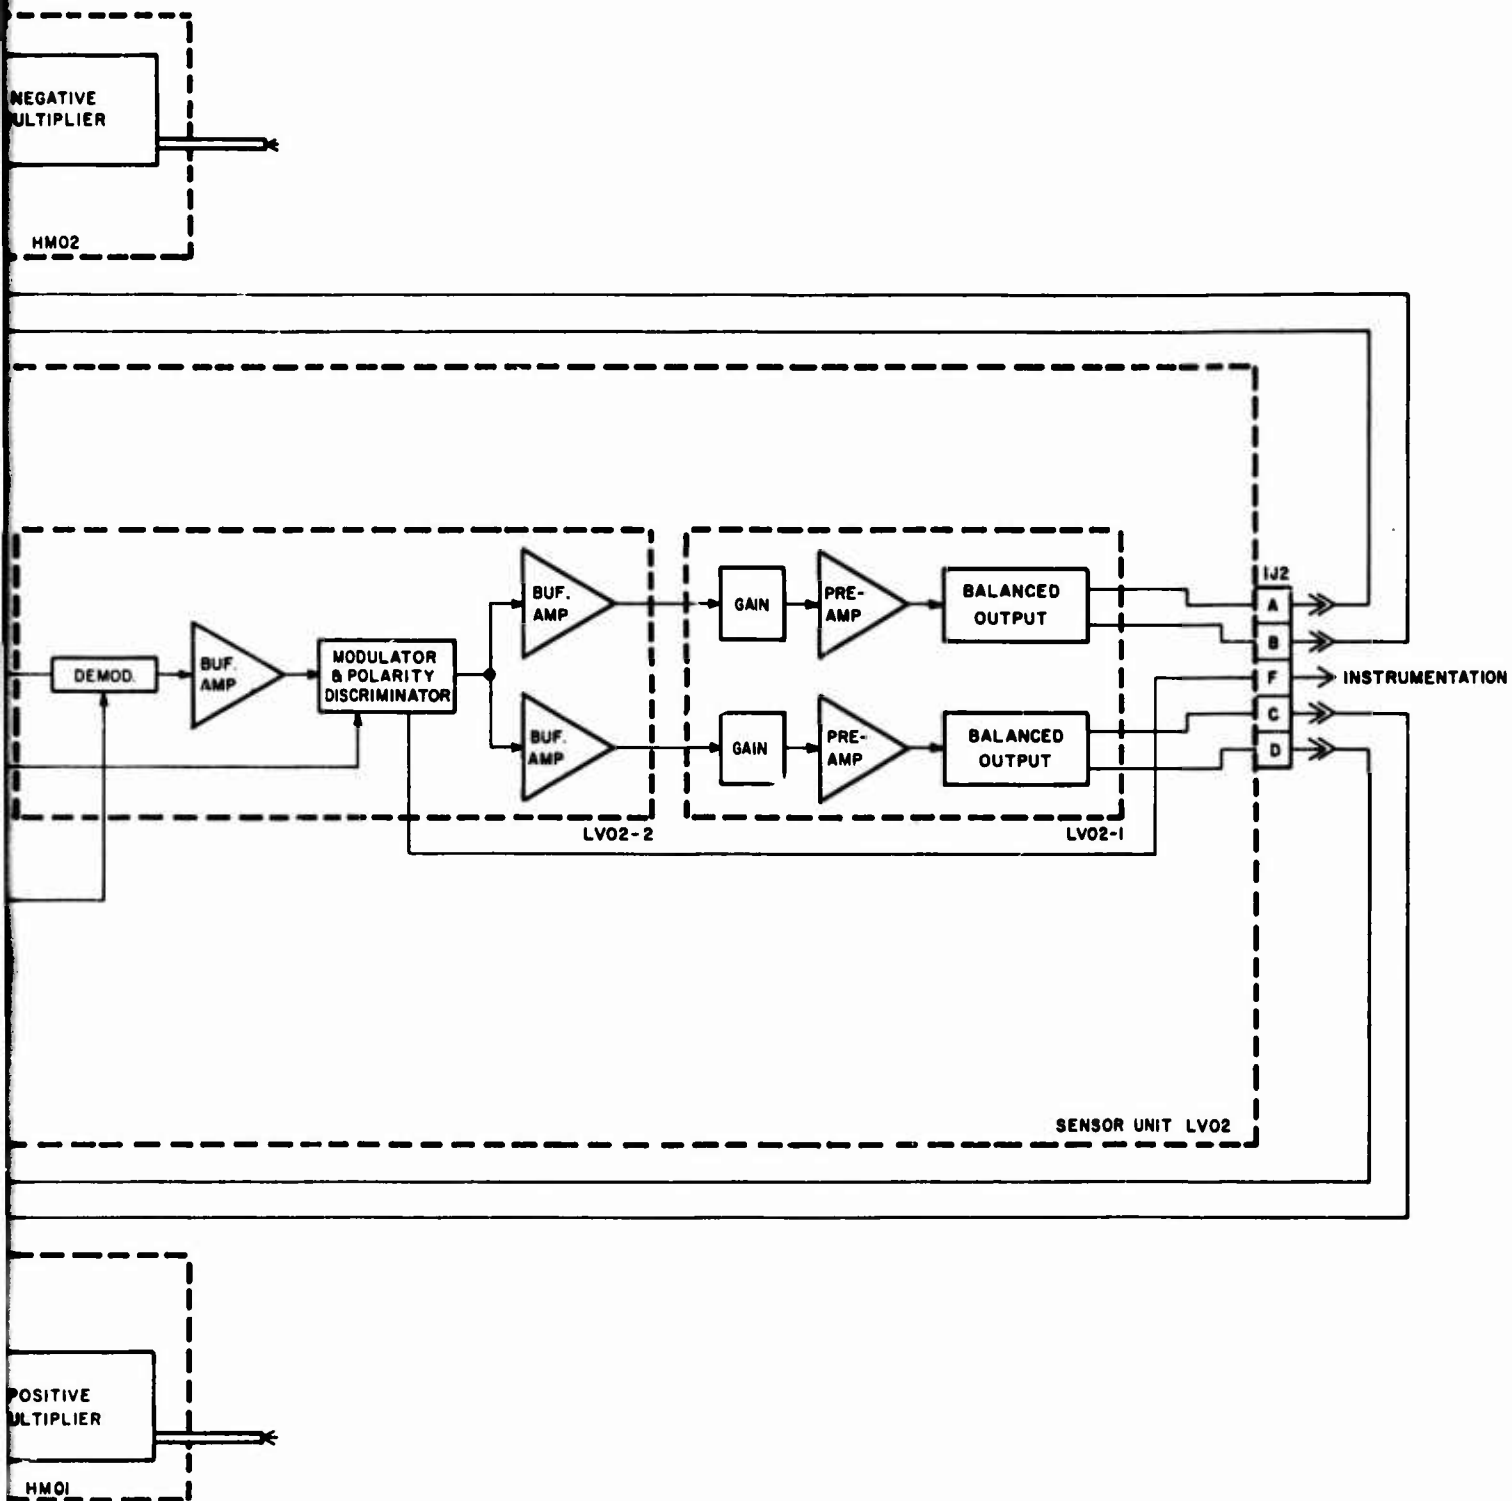 NEGATIVE
ULTIPLIER
HM02
BUF.
AMP
GAIN
PRE-
AMP
BALANCED
OUTPUT
1J2
A
B
F
INSTRUMENTATION
C
D
DEMOD.
BUF.
AMP
MODULATOR
& POLARITY
DISCRIMINATOR
BUF.
AMP
GAIN
PRE-
AMP
BALANCED
OUTPUT
LV02-2
LV02-1
SENSOR UNIT LV02
POSITIVE
ULTIPLIER
HM01